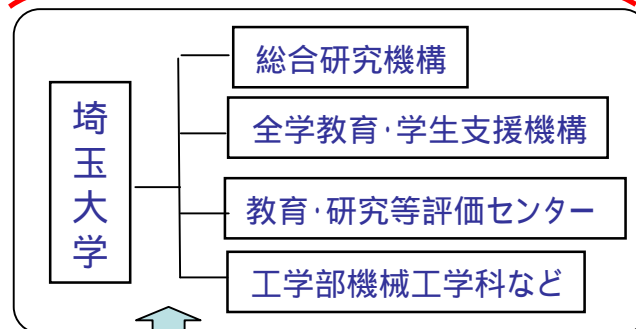 埼玉大学
総合研究機構
全学教育・学生支援機構
教育・研究等評価センター
工学部機械工学科など